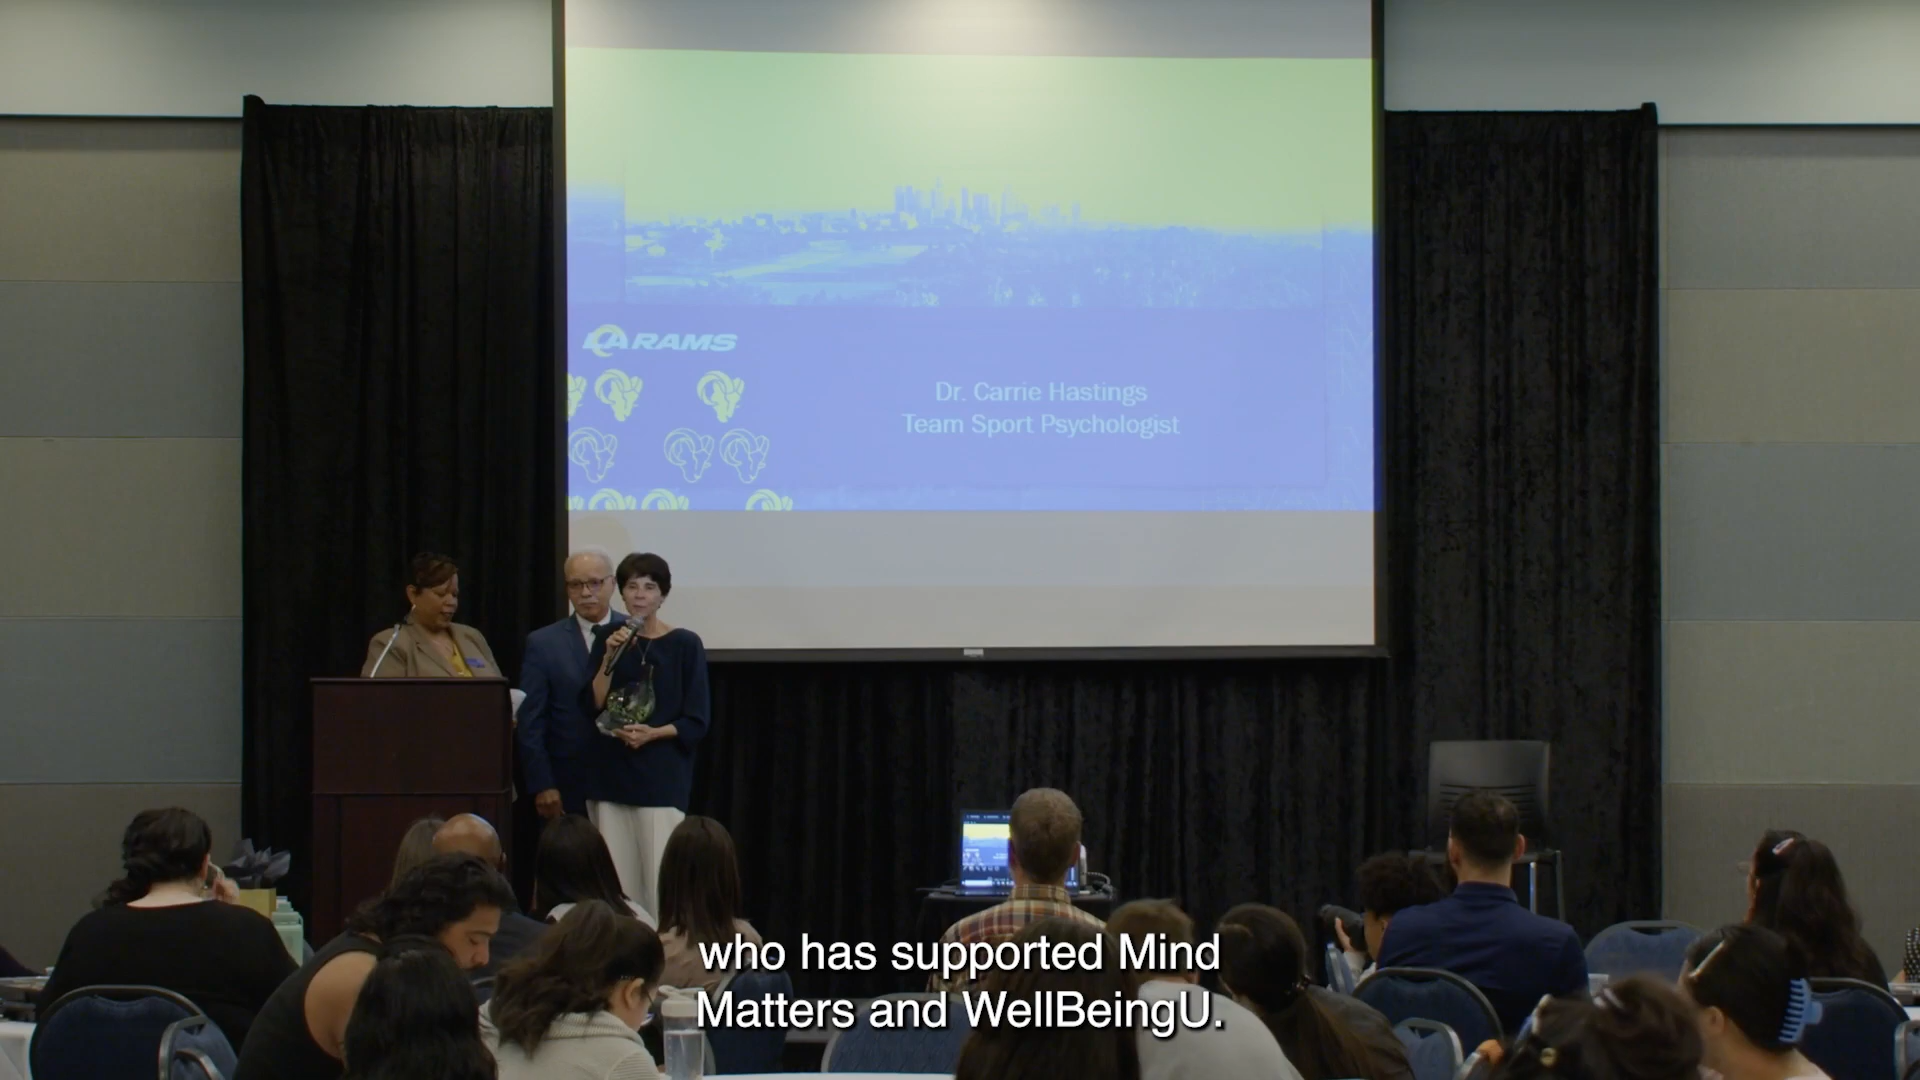 LA RAMS
Dr. Carrie Hastings
Team Sport Psychologist
who has supported Mind
Matters and WellBeingU.